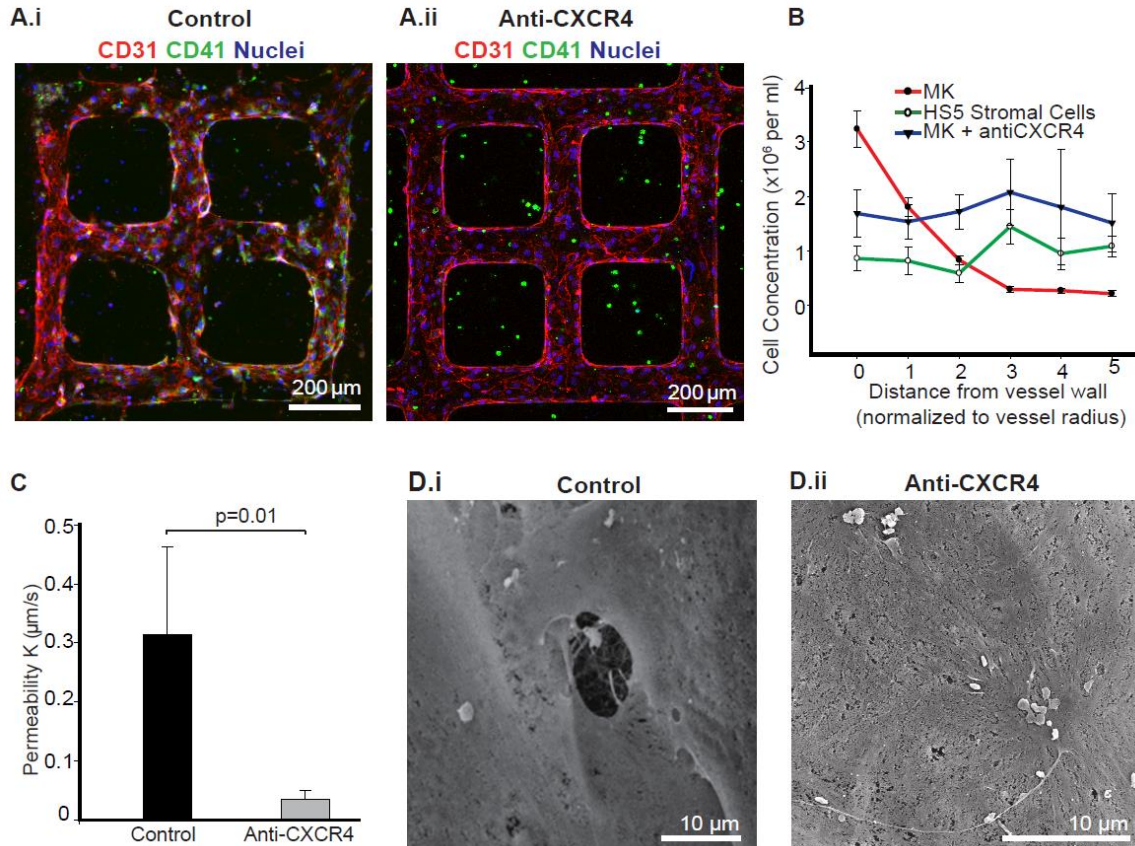 A.i Control
CD31 CD41 Nuclei
200 µm
A.ii Anti-CXCR4
CD31 CD41 Nuclei
200 µm
B
MK
HS5 Stromal Cells
MK + antiCXCR4
Cell Concentration (x10⁶ per ml)
4
3
2
1
0
0 1 2 3 4 5
Distance from vessel wall
(normalized to vessel radius)
C
p=0.01
Permeability K (µm/s)
0.5
0.4
0.3
0.2
0.1
0
Control Anti-CXCR4
D.i Control
10 µm
D.ii Anti-CXCR4
10 µm